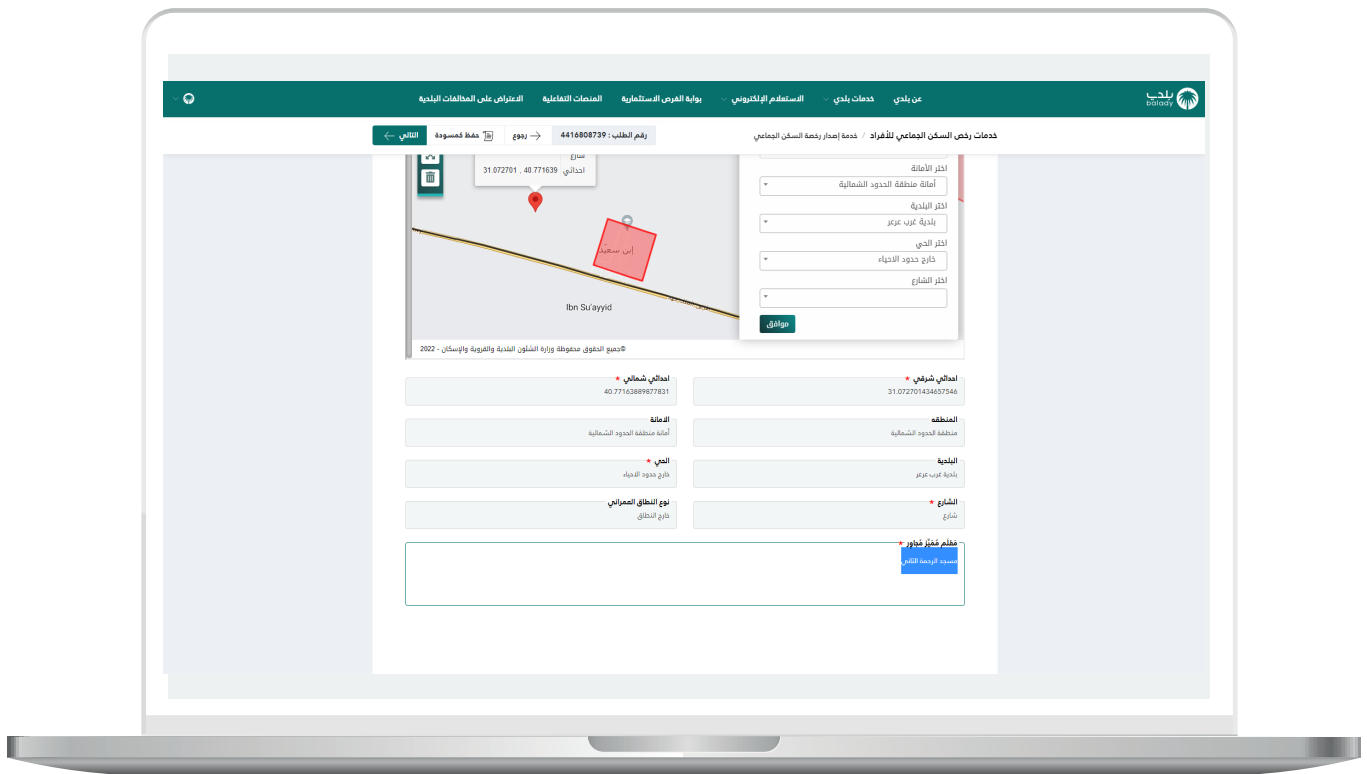 بلدي
balady
عن بلدي
خدمات بلدي
الاستعلام الإلكتروني
بوابة الفرص الاستثمارية
المنصات التفاعلية
الاعتراض على المخالفات البلدية
خدمات رخص السكن الجماعي للأفراد / خدمة إصدار رخصة السكن الجماعي
رقم الطلب : 4416808739
رجوع
حفظ كمسودة
التالي
شارع
احداثي 31.072701 , 40.771639
إبن سعيد
Ibn Su'ayyid
اختر الأمانة
أمانة منطقة الحدود الشمالية
اختر البلدية
بلدية غرب عرعر
اختر الحي
خارج حدود الاحياء
اختر الشارع
موافق
©جميع الحقوق محفوظة وزارة الشئون البلدية والقروية والإسكان - 2022
احداثي شرقي *
31.072701434657546
احداثي شمالي *
40.77163889877831
المنطقه
منطقة الحدود الشمالية
الامانة
أمانة منطقة الحدود الشمالية
البلدية
بلدية غرب عرعر
الحي *
خارج حدود الاحياء
الشارع *
شارع
نوع النطاق العمراني
خارج النطاق
مَعْلم مُمَيَّز مُجاور *
مسجد الرحمة الثاني